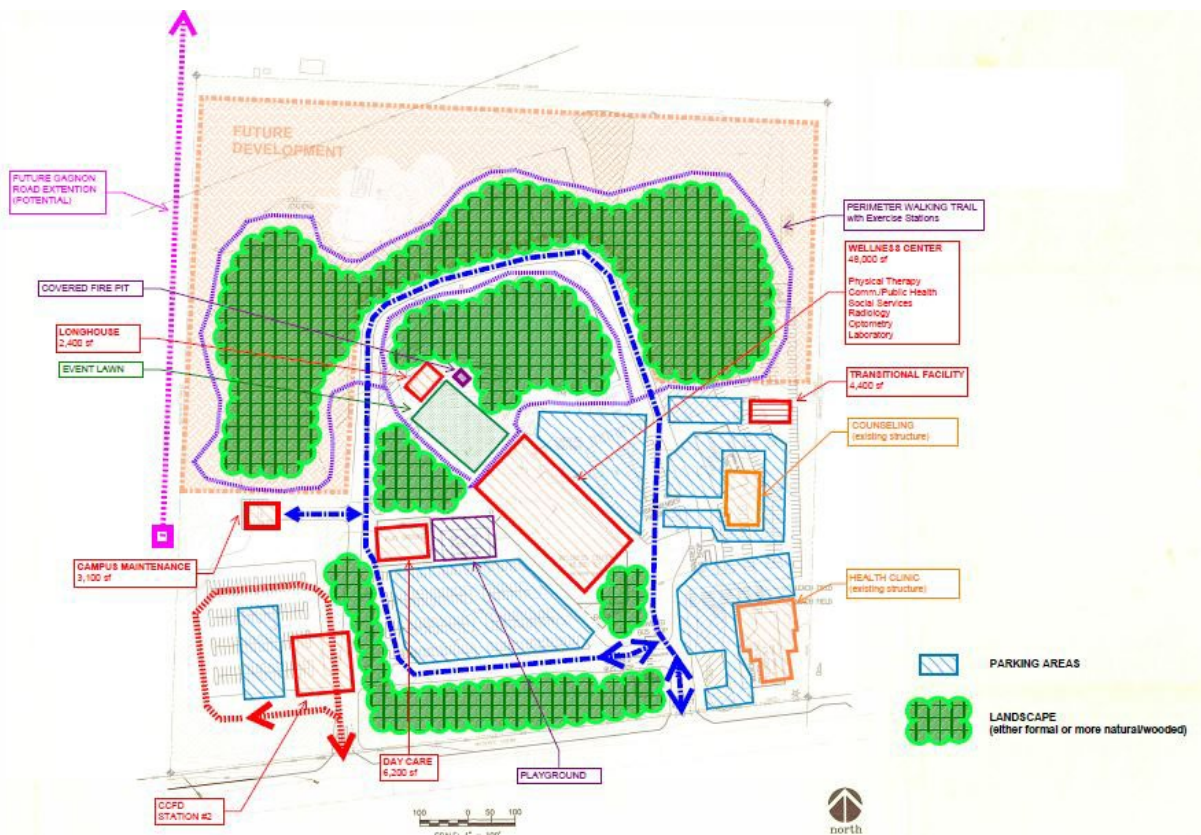 FUTURE
DEVELOPMENT
FUTURE GAGNON
ROAD EXTENTION
(POTENTIAL)
PERIMETER WALKING TRAIL
with Exercise Stations
WELLNESS CENTER
48,000 sf
Physical Therapy
Comm./Public Health
Social Services
Radiology
Optometry
Laboratory
COVERED FIRE PIT
LONGHOUSE
2,400 sf
EVENT LAWN
TRANSITIONAL FACILITY
4,400 sf
COUNSELING
(existing structure)
CAMPUS MAINTENANCE
3,100 sf
HEALTH CLINIC
(existing structure)
PARKING AREAS
LANDSCAPE
(either formal or more natural/wooded)
DAY CARE
6,200 sf
PLAYGROUND
CCFD
STATION #2
100 0 50 100
SCALE: 1" = 100'
north